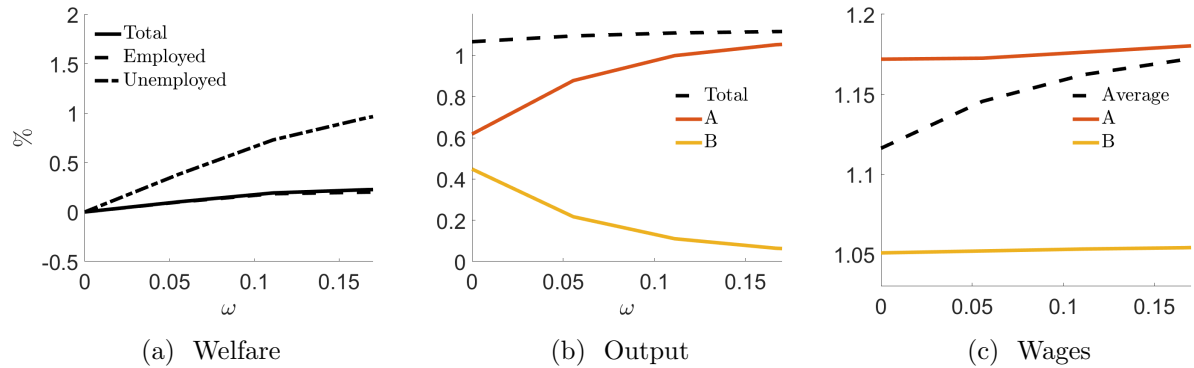 2
1.5
1
0.5
0
-0.5
%
Total
Employed
Unemployed
0
0.05
0.1
0.15
ω
(a) Welfare
1
0.8
0.6
0.4
0.2
0
Total
A
B
0
0.05
0.1
0.15
ω
(b) Output
1.2
1.15
1.1
1.05
Average
A
B
0
0.05
0.1
0.15
(c) Wages